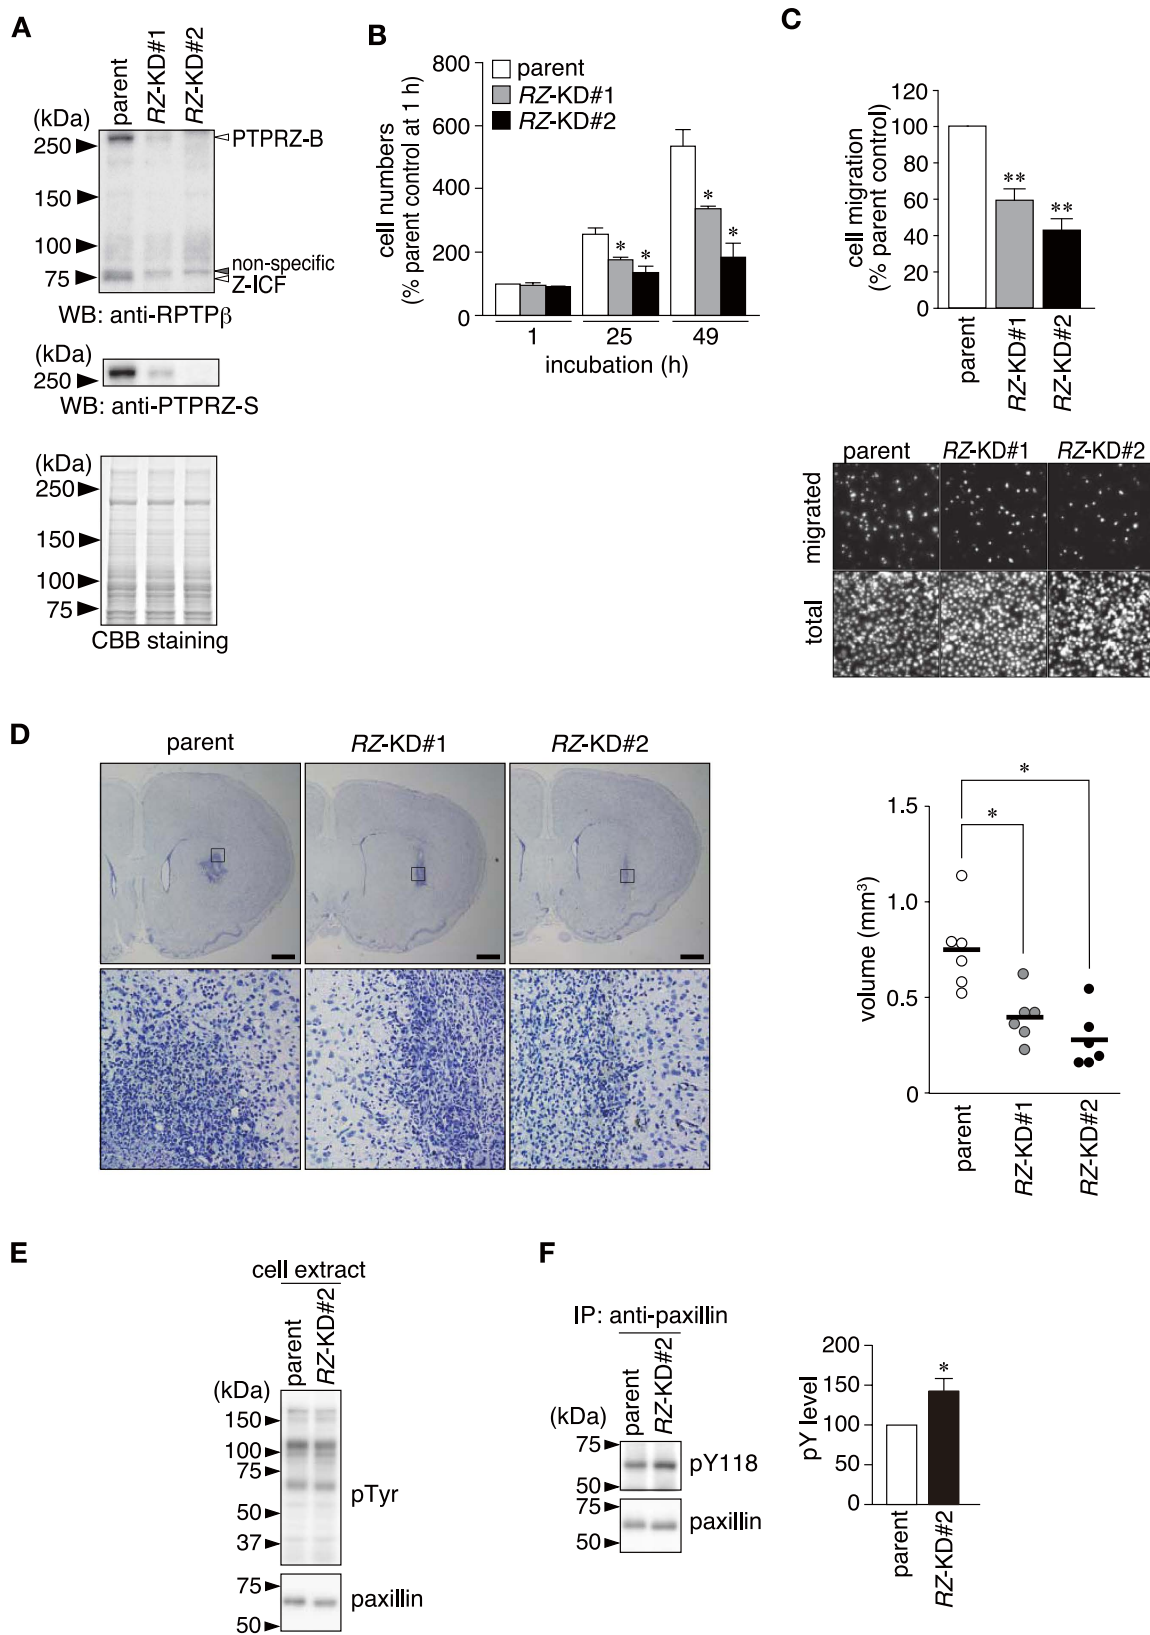 A
parent
RZ-KD#1
RZ-KD#2
(kDa)
250
150
100
75
PTPRZ-B
non-specific
Z-ICF
WB: anti-RPTPβ
(kDa)
250
WB: anti-PTPRZ-S
(kDa)
250
150
100
75
CBB staining
B
cell numbers
(% parent control at 1 h)
800
600
400
200
0
parent
RZ-KD#1
RZ-KD#2
* *
* *
1 25 49
incubation (h)
C
cell migration
(% parent control)
120
100
80
60
40
20
0
**
**
parent
RZ-KD#1
RZ-KD#2
parent RZ-KD#1 RZ-KD#2
migrated
total
D
parent RZ-KD#1 RZ-KD#2
volume (mm³)
1.5
1.0
0.5
0
*
*
parent
RZ-KD#1
RZ-KD#2
E
cell extract
parent
RZ-KD#2
(kDa)
150
100
75
50
37
pTyr
75
50
paxillin
F
IP: anti-paxillin
parent
RZ-KD#2
(kDa)
75
50
pY118
75
50
paxillin
pY level
200
150
100
50
0
*
parent
RZ-KD#2